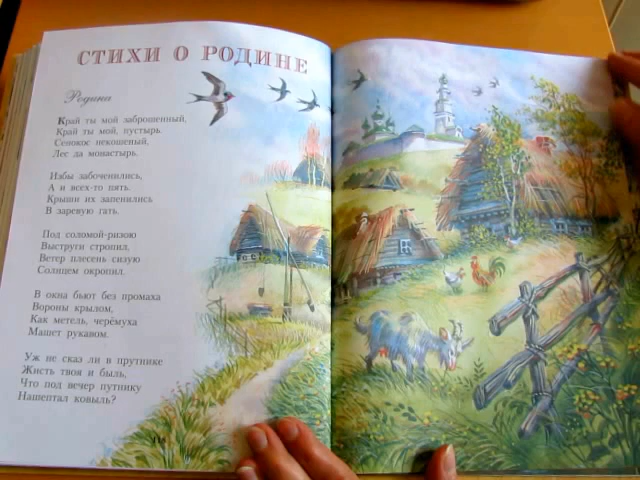 СТИХИ О РОДИНЕ
Родина
Край ты мой заброшенный,
Край ты мой, пустырь.
Сенокос некошеный,
Лес да монастырь.
Избы забоченились,
А и всех-то пять.
Крыши их запенились
В заревую гать.
Под соломой-ризою
Выструги стропил,
Ветер плесень сизую
Солнцем окропил.
В окна бьют без промаха
Вороны крылом,
Как метель, черёмуха
Машет рукавом.
Уж не сказ ли в прутнике
Жисть твоя и быль,
Что под вечер путнику
Нашептал ковыль?